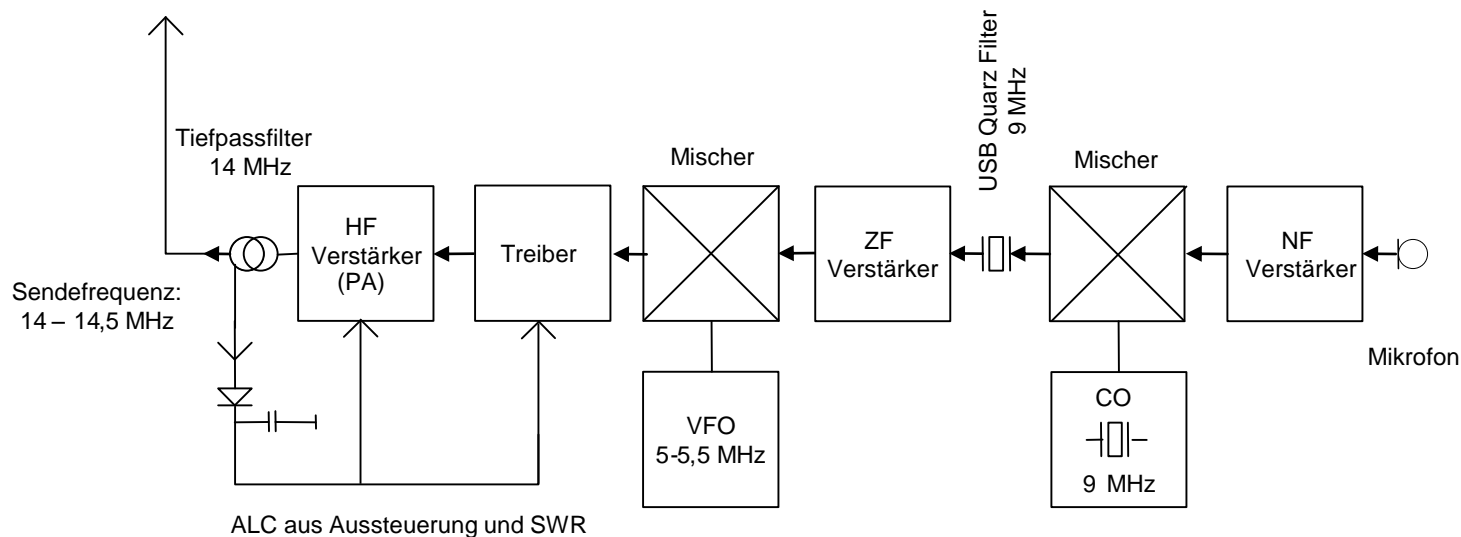 Tiefpassfilter
14 MHz
Sendefrequenz:
14 – 14,5 MHz
HF
Verstärker
(PA)
Treiber
Mischer
VFO
5-5,5 MHz
ZF
Verstärker
USB Quarz Filter
9 MHz
Mischer
CO
9 MHz
NF
Verstärker
Mikrofon
ALC aus Aussteuerung und SWR